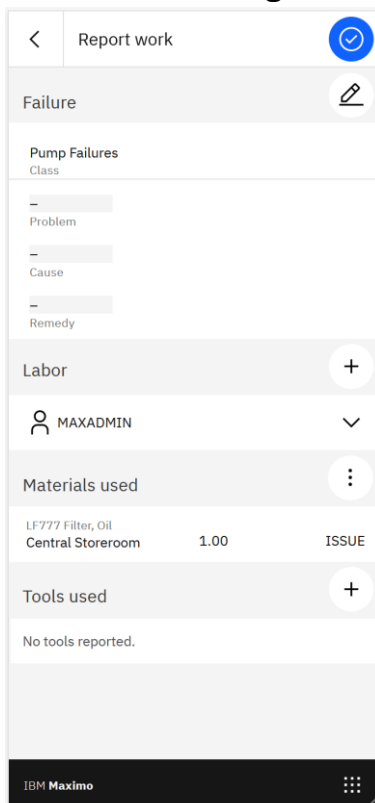 Report work
Failure
Pump Failures
Class
–
Problem
–
Cause
–
Remedy
Labor
MAXADMIN
Materials used
LF777 Filter, Oil
Central Storeroom 1.00 ISSUE
Tools used
No tools reported.
IBM Maximo